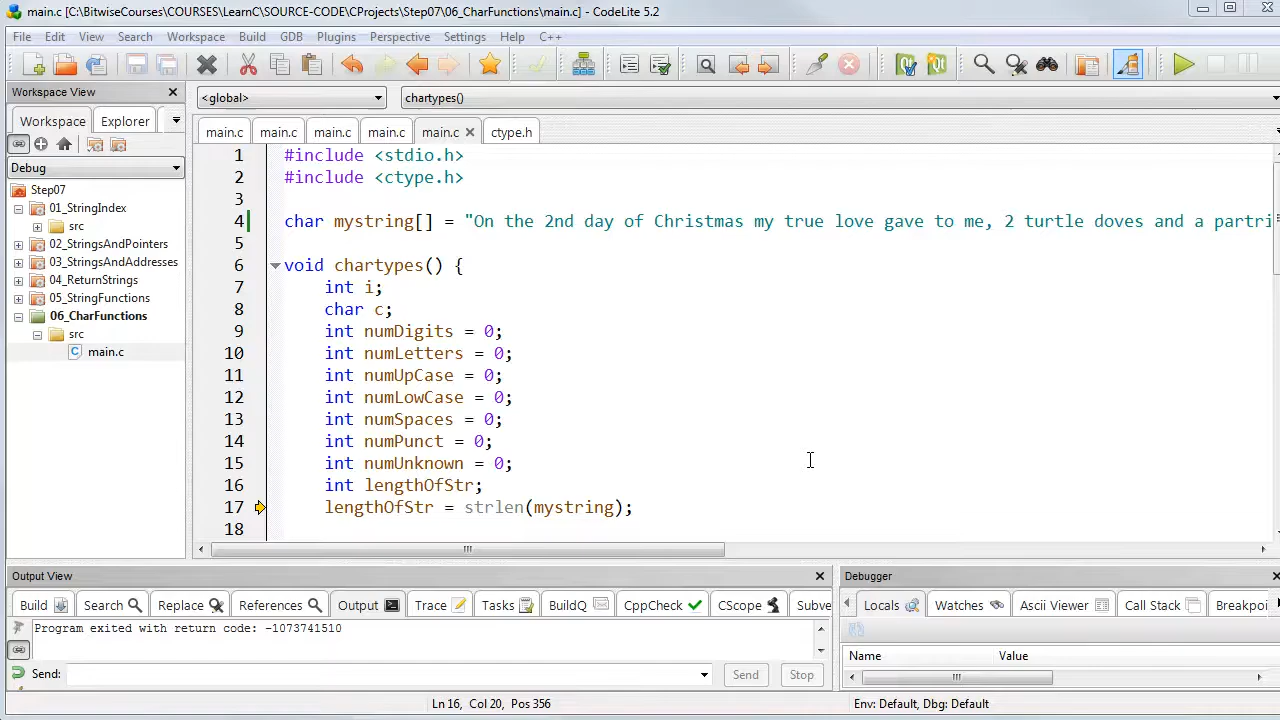 main.c [C:\BitwiseCourses\COURSES\LearnC\SOURCE-CODE\CProjects\Step07\06_CharFunctions\main.c] - CodeLite 5.2
File Edit View Search Workspace Build GDB Plugins Perspective Settings Help C++
Workspace View
<global>
chartypes()
Workspace Explorer
main.c main.c main.c main.c main.c ctype.h
Debug
Step07
01_StringIndex
src
02_StringsAndPointers
03_StringsAndAddresses
04_ReturnStrings
05_StringFunctions
06_CharFunctions
src
main.c
1 #include <stdio.h>
2 #include <ctype.h>
3
4 char mystring[] = "On the 2nd day of Christmas my true love gave to me, 2 turtle doves and a partri
5
6 void chartypes() {
7 int i;
8 char c;
9 int numDigits = 0;
10 int numLetters = 0;
11 int numUpCase = 0;
12 int numLowCase = 0;
13 int numSpaces = 0;
14 int numPunct = 0;
15 int numUnknown = 0;
16 int lengthOfStr;
17 lengthOfStr = strlen(mystring);
18
Output View
Build Search Replace References Output Trace Tasks BuildQ CppCheck CScope Subve
Program exited with return code: -1073741510
Send:
Send Stop
Debugger
Locals Watches Ascii Viewer Call Stack Breakpoi
Name Value
Ln 16, Col 20, Pos 356
Env: Default, Dbg: Default